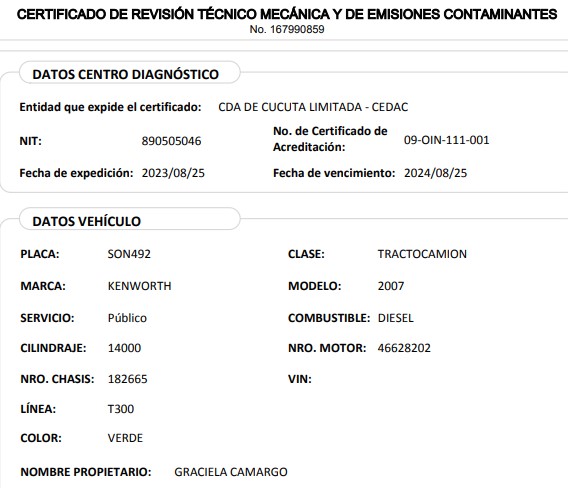 CERTIFICADO DE REVISIÓN TÉCNICO MECÁNICA Y DE EMISIONES CONTAMINANTES
No. 167990859
DATOS CENTRO DIAGNÓSTICO
Entidad que expide el certificado: CDA DE CUCUTA LIMITADA - CEDAC
NIT: 890505046 No. de Certificado de Acreditación: 09-OIN-111-001
Fecha de expedición: 2023/08/25 Fecha de vencimiento: 2024/08/25
DATOS VEHÍCULO
PLACA: SON492 CLASE: TRACTOCAMION
MARCA: KENWORTH MODELO: 2007
SERVICIO: Público COMBUSTIBLE: DIESEL
CILINDRAJE: 14000 NRO. MOTOR: 46628202
NRO. CHASIS: 182665 VIN:
LÍNEA: T300
COLOR: VERDE
NOMBRE PROPIETARIO: GRACIELA CAMARGO